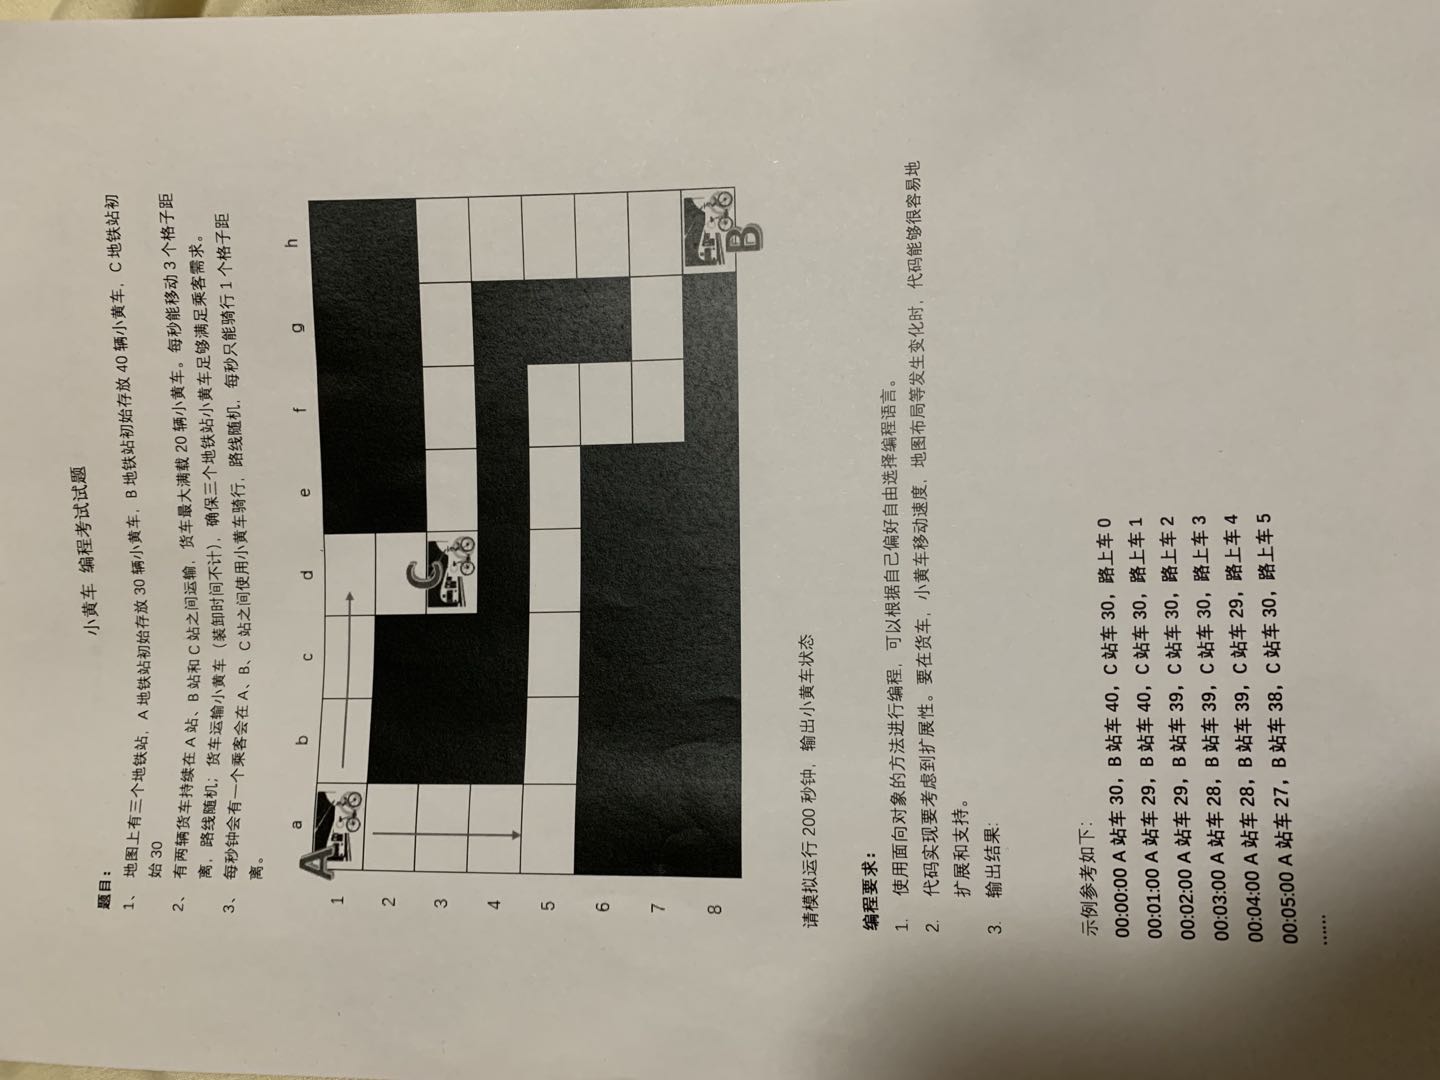 小黄车 编程考试试题
题目：
1、 地图上有三个地铁站，A 地铁站初始存放 30 辆小黄车，B 地铁站初始存放 40 辆小黄车，C 地铁站初
始 30
2、 有两辆货车持续在 A 站、B 站和 C 站之间运输，货车最大满载 20 辆小黄车。每秒能移动 3 个格子距
离，路线随机；货车运输小黄车（装卸时间不计），确保三个地铁站小黄车足够满足乘客需求。
3、 每秒钟会有一个乘客会在 A、B、C 站之间使用小黄车骑行，路线随机，每秒只能骑行 1 个格子距
离。
a b c d e f g h
A
1
2
C
3
4
5
6
7
8
B
请模拟运行 200 秒钟，输出小黄车状态
编程要求：
1. 使用面向对象的方法进行编程，可以根据自己偏好自由选择编程语言。
2. 代码实现要考虑到扩展性。要在货车，小黄车移动速度，地图布局等发生变化时，代码能够很容易地
扩展和支持。
3. 输出结果:
示例参考如下:
00:00:00 A 站车 30，B 站车 40，C 站车 30，路上车 0
00:01:00 A 站车 29，B 站车 40，C 站车 30，路上车 1
00:02:00 A 站车 29，B 站车 39，C 站车 30，路上车 2
00:03:00 A 站车 28，B 站车 39，C 站车 30，路上车 3
00:04:00 A 站车 28，B 站车 39，C 站车 29，路上车 4
00:05:00 A 站车 27，B 站车 38，C 站车 30，路上车 5
......